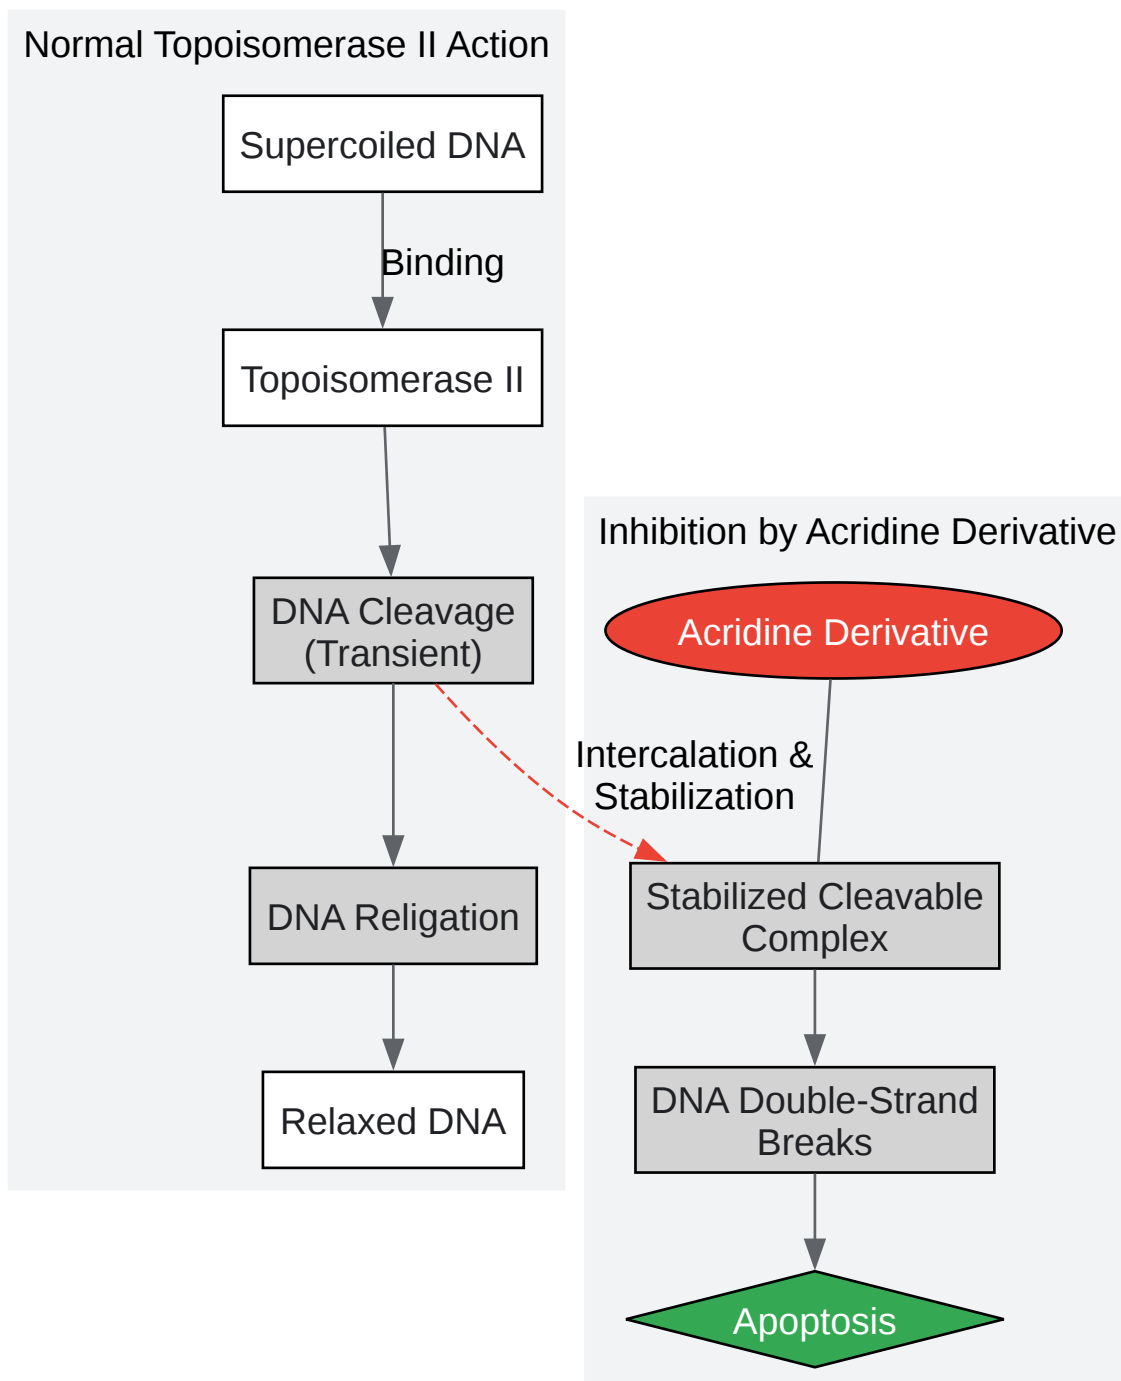 Normal Topoisomerase II Action
Supercoiled DNA
Binding
Topoisomerase II
DNA Cleavage
(Transient)
DNA Religation
Relaxed DNA
Inhibition by Acridine Derivative
Acridine Derivative
Intercalation &
Stabilization
Stabilized Cleavable
Complex
DNA Double-Strand
Breaks
Apoptosis